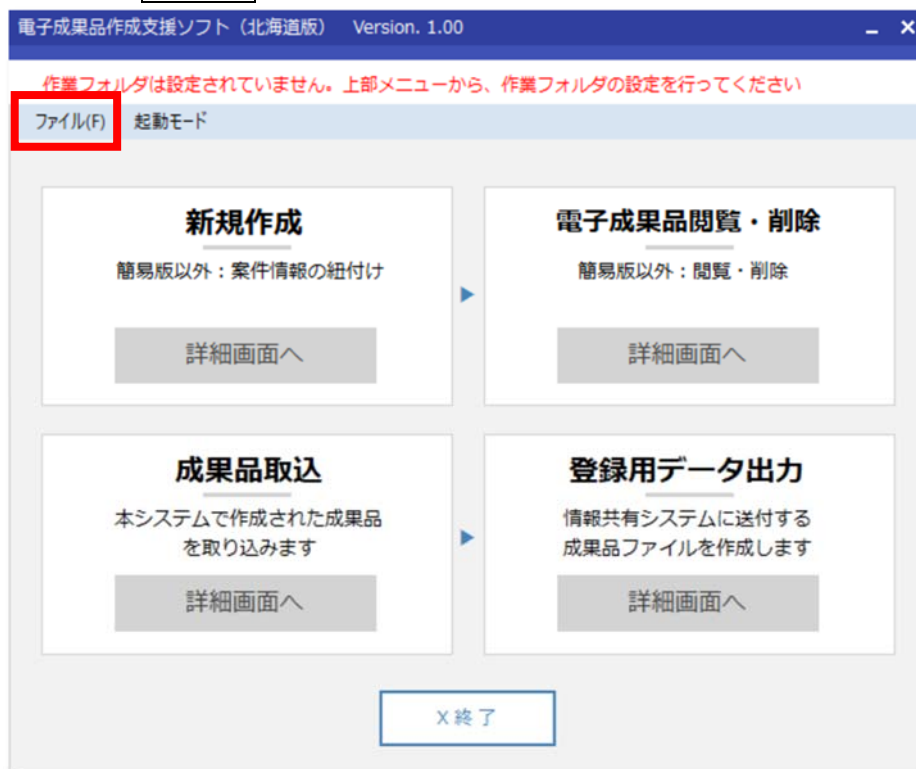 電子成果品作成支援ソフト（北海道版） Version. 1.00
作業フォルダは設定されていません。上部メニューから、作業フォルダの設定を行ってください
ファイル(F) 起動モード
新規作成
簡易版以外：案件情報の紐付け
詳細画面へ
電子成果品閲覧・削除
簡易版以外：閲覧・削除
詳細画面へ
成果品取込
本システムで作成された成果品
を取り込みます
詳細画面へ
登録用データ出力
情報共有システムに送付する
成果品ファイルを作成します
詳細画面へ
X 終了